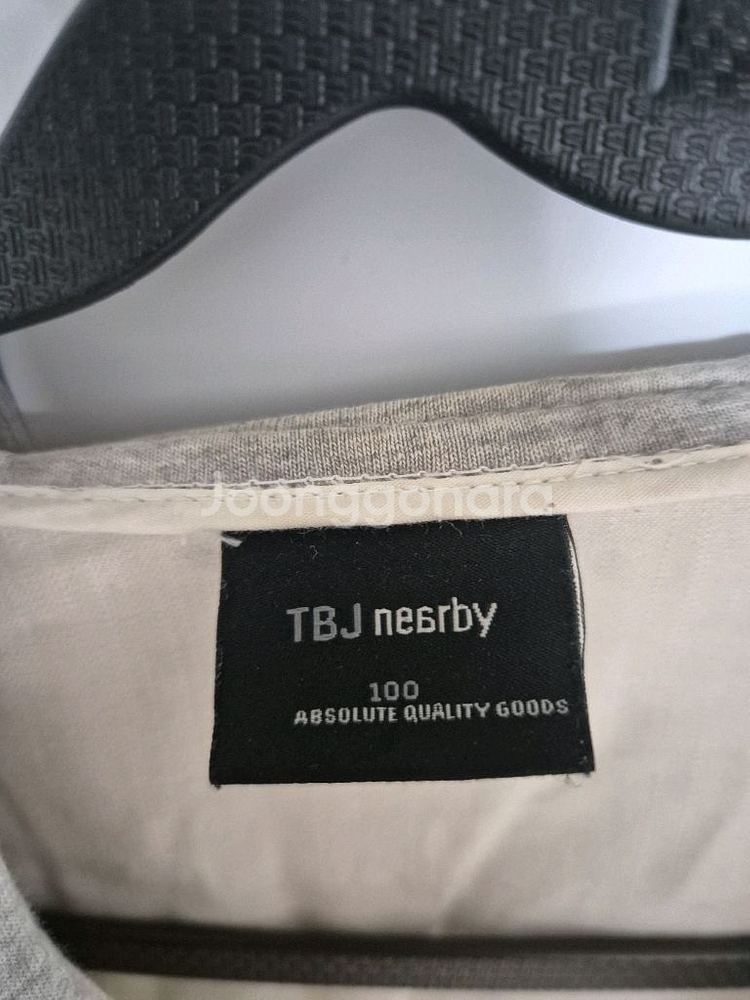 Joonggonara
TBJ nearby
100
ABSOLUTE QUALITY GOODS